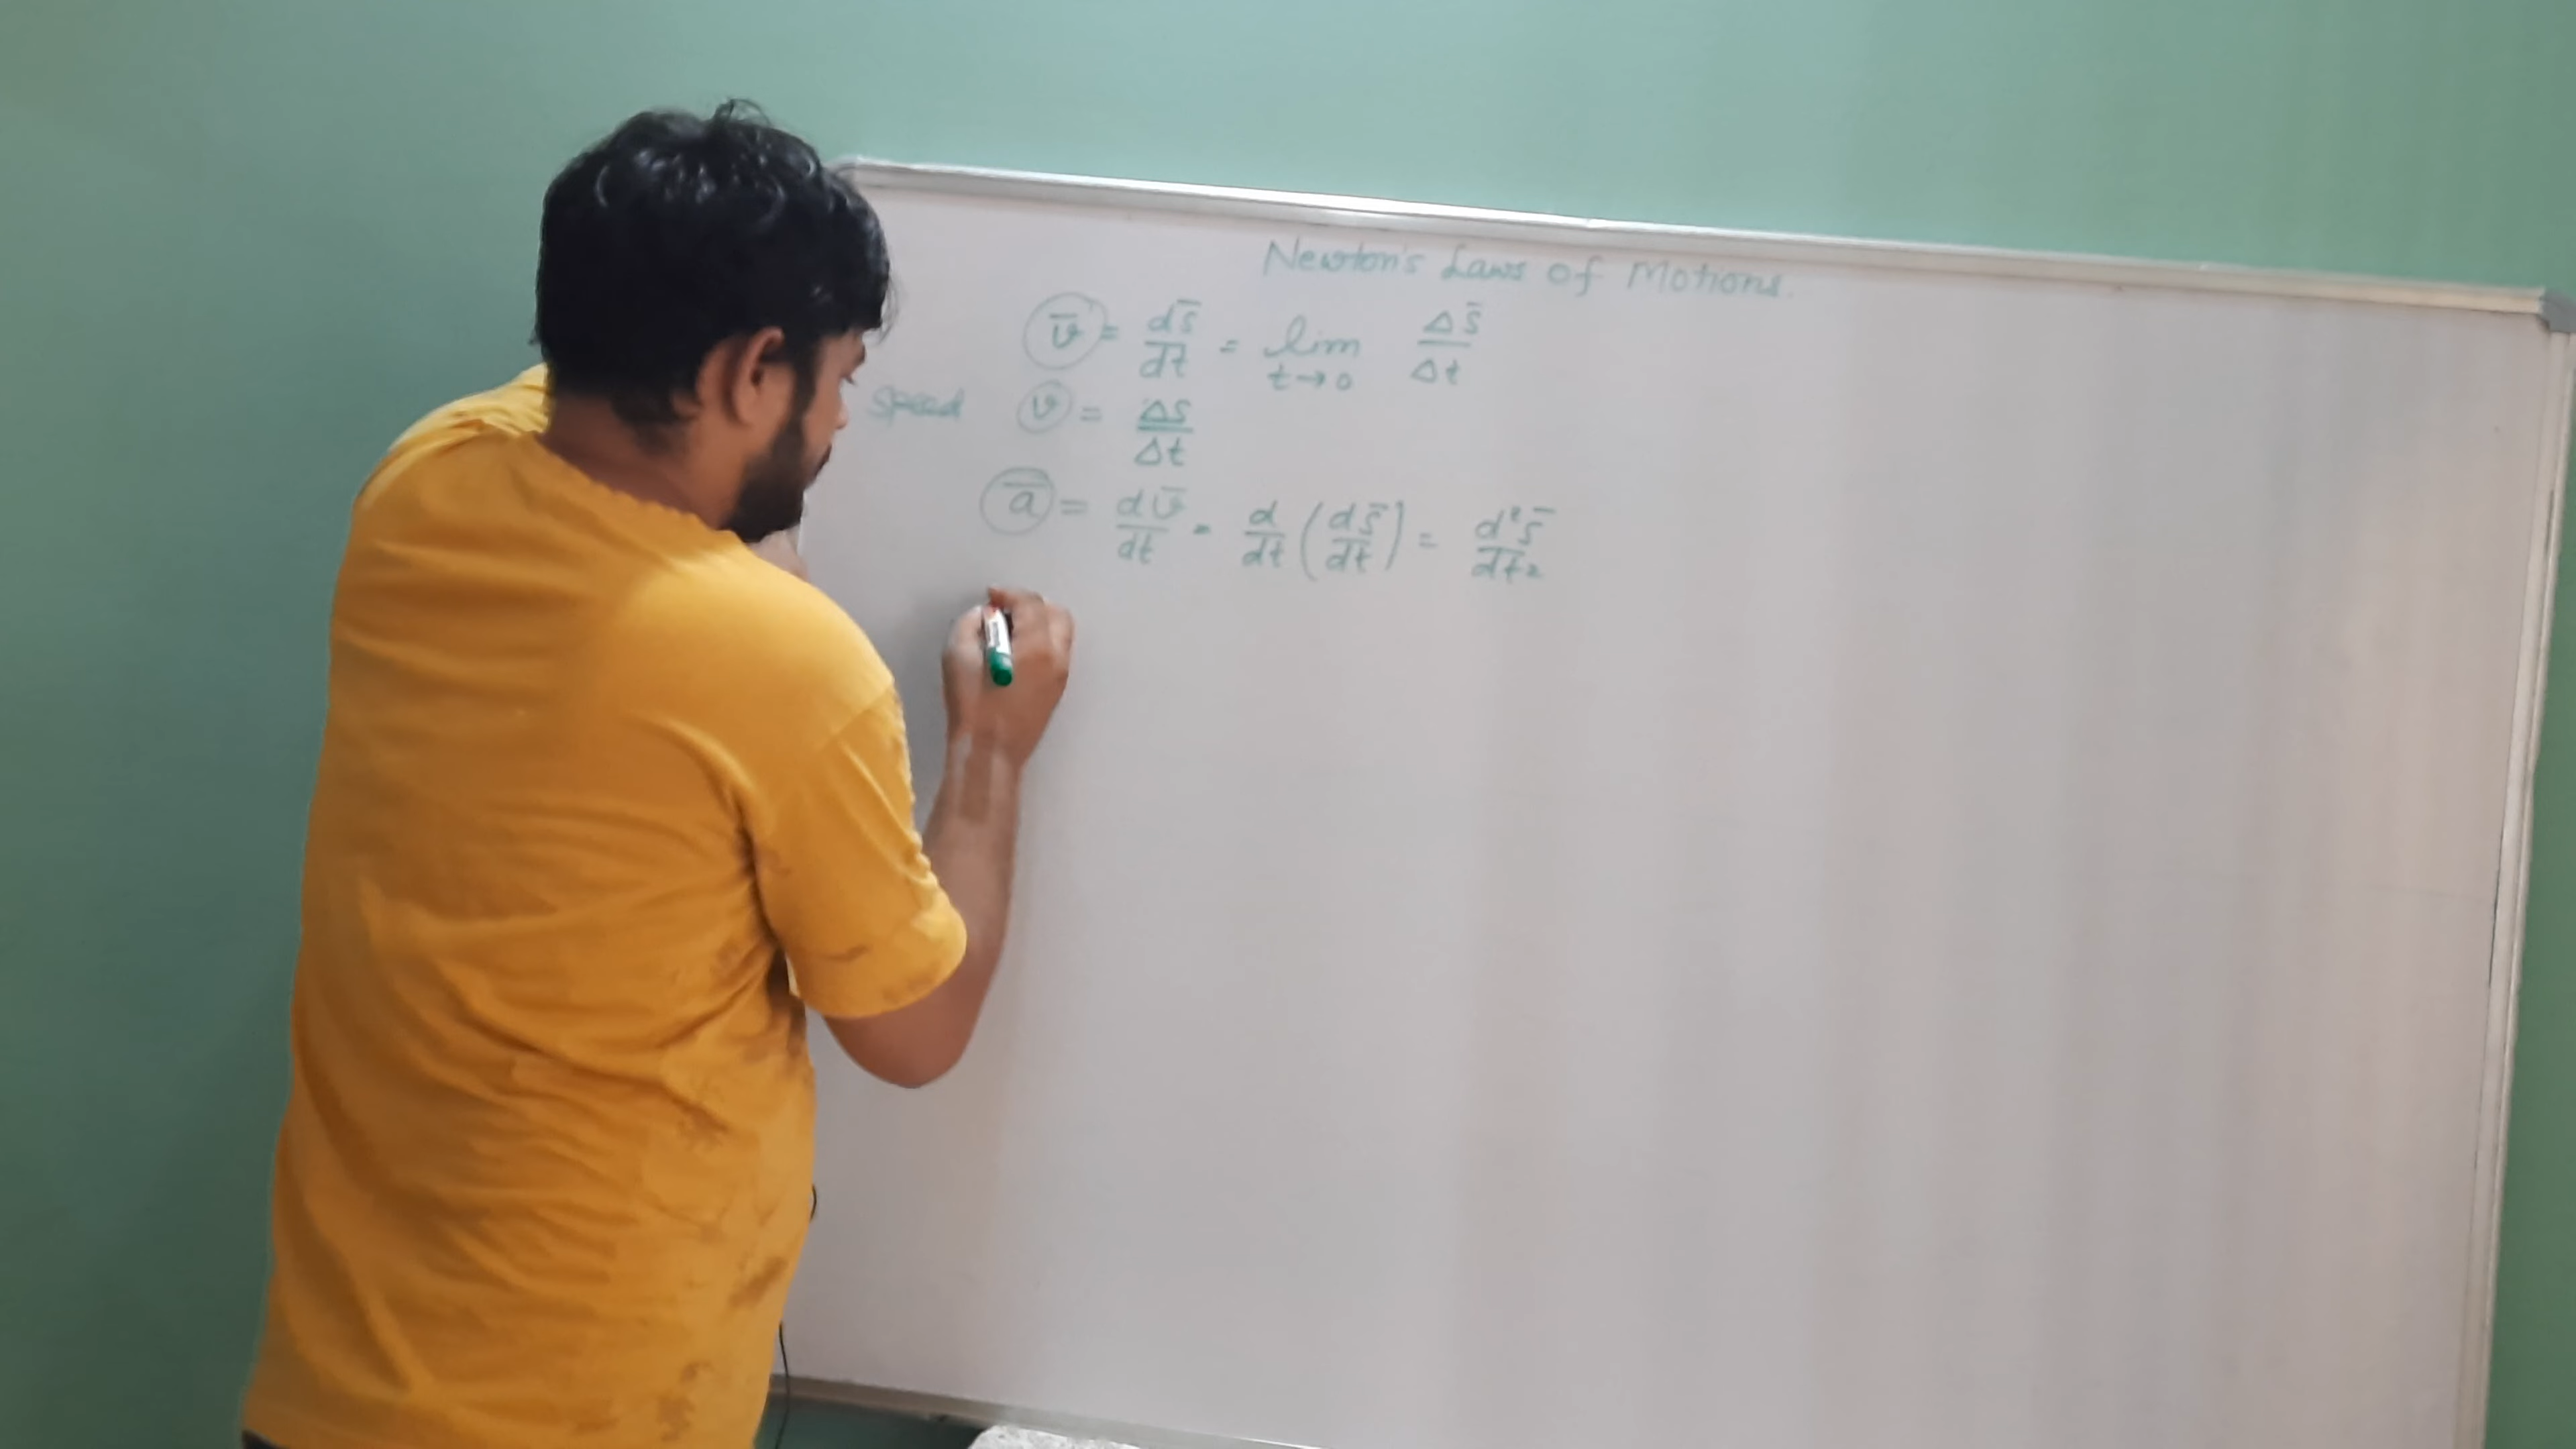 Newton's Laws of Motions.
v̄ = ds̄/dt = lim t→0 Δs̄/Δt
speed v = Δs/Δt
ā = dv̄/dt = d/dt (ds̄/dt) = d²s̄/dt2